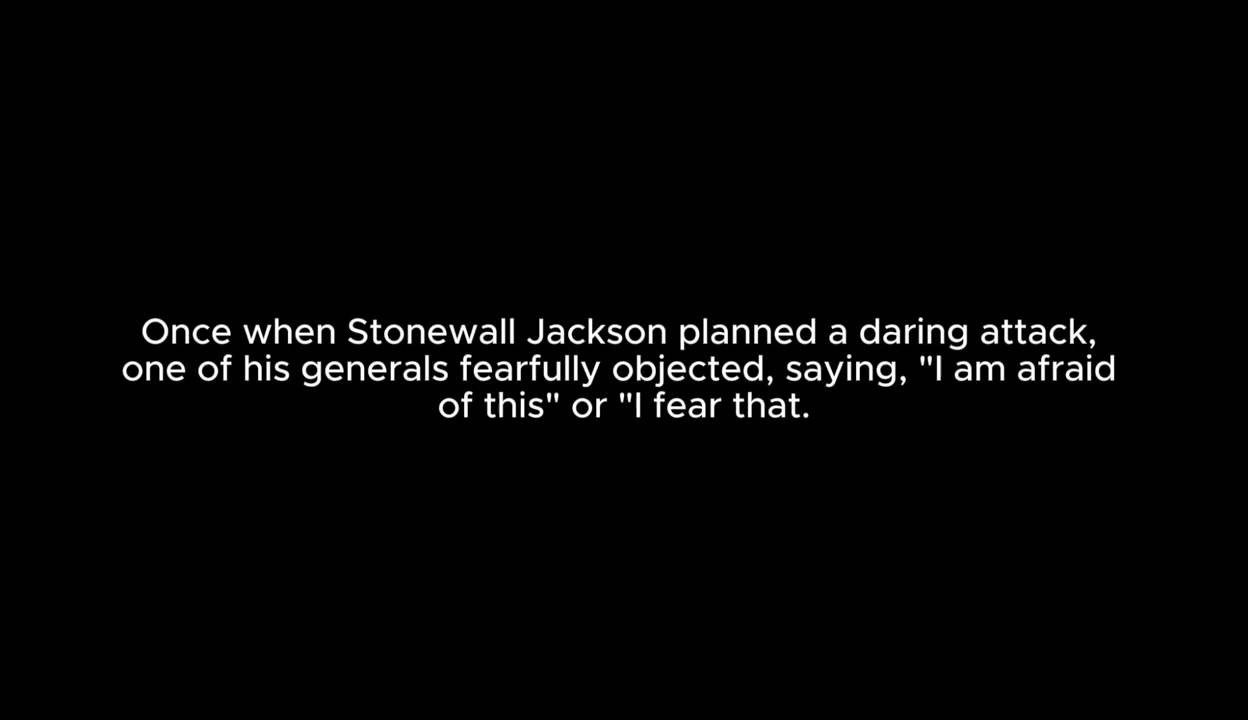 Once when Stonewall Jackson planned a daring attack,
one of his generals fearfully objected, saying, "I am afraid
of this" or "I fear that.